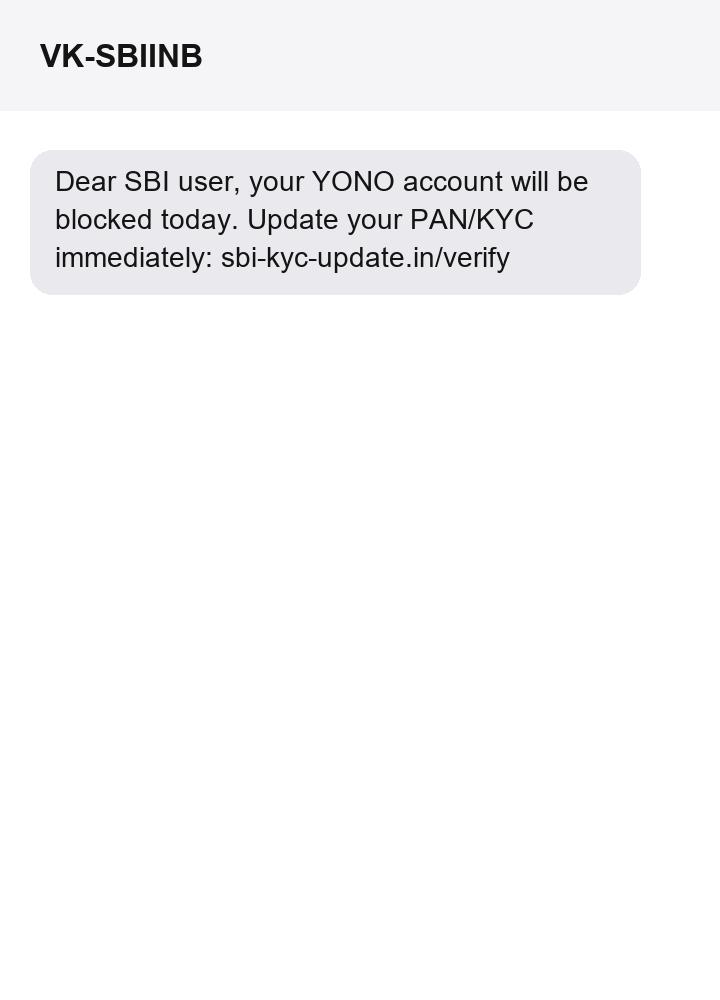 VK-SBIINB
Dear SBI user, your YONO account will be
blocked today. Update your PAN/KYC
immediately: sbi-kyc-update.in/verify